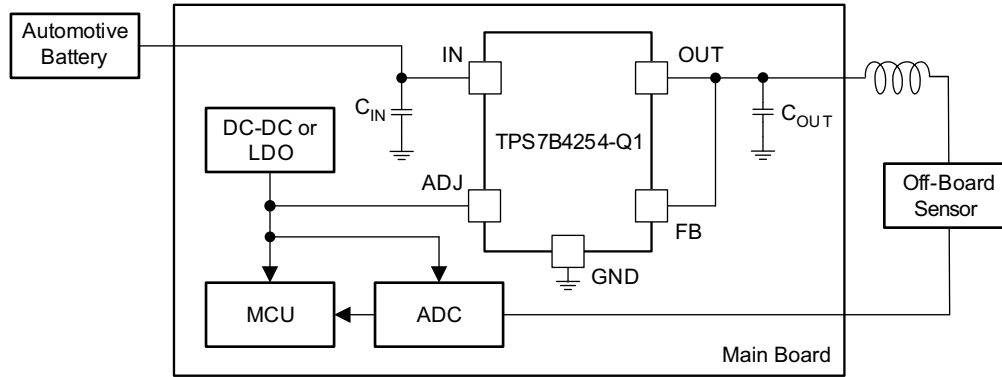 Automotive
Battery
IN
OUT
C_IN
C_OUT
DC-DC or
LDO
TPS7B4254-Q1
ADJ
FB
Off-Board
Sensor
GND
MCU
ADC
Main Board